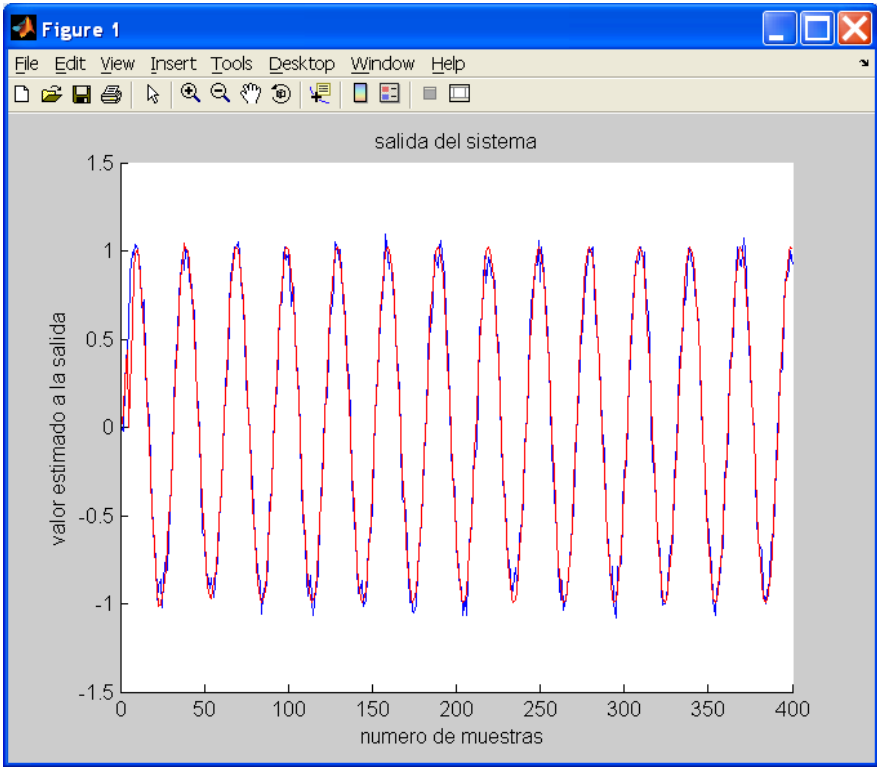 Figure 1
File Edit View Insert Tools Desktop Window Help
salida del sistema
1.5
1
0.5
0
-0.5
-1
-1.5
valor estimado a la salida
0 50 100 150 200 250 300 350 400
numero de muestras